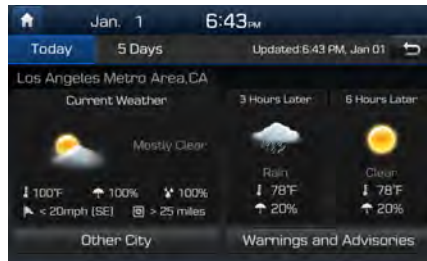 Jan. 1 6:43PM
Today 5 Days Updated:6:43 PM, Jan 01
Los Angeles Metro Area,CA
Current Weather 3 Hours Later 6 Hours Later
Mostly Clear
Rain Clear
100°F 100% 100% 78°F 78°F
< 20mph (SE) > 25 miles 20% 20%
Other City Warnings and Advisories